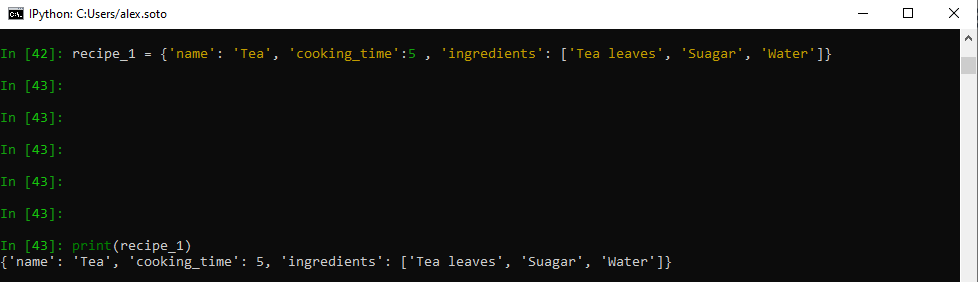 IPython: C:Users/alex.soto
In [42]: recipe_1 = {'name': 'Tea', 'cooking_time':5 , 'ingredients': ['Tea leaves', 'Suagar', 'Water']}
In [43]:
In [43]:
In [43]:
In [43]:
In [43]:
In [43]: print(recipe_1)
{'name': 'Tea', 'cooking_time': 5, 'ingredients': ['Tea leaves', 'Suagar', 'Water']}